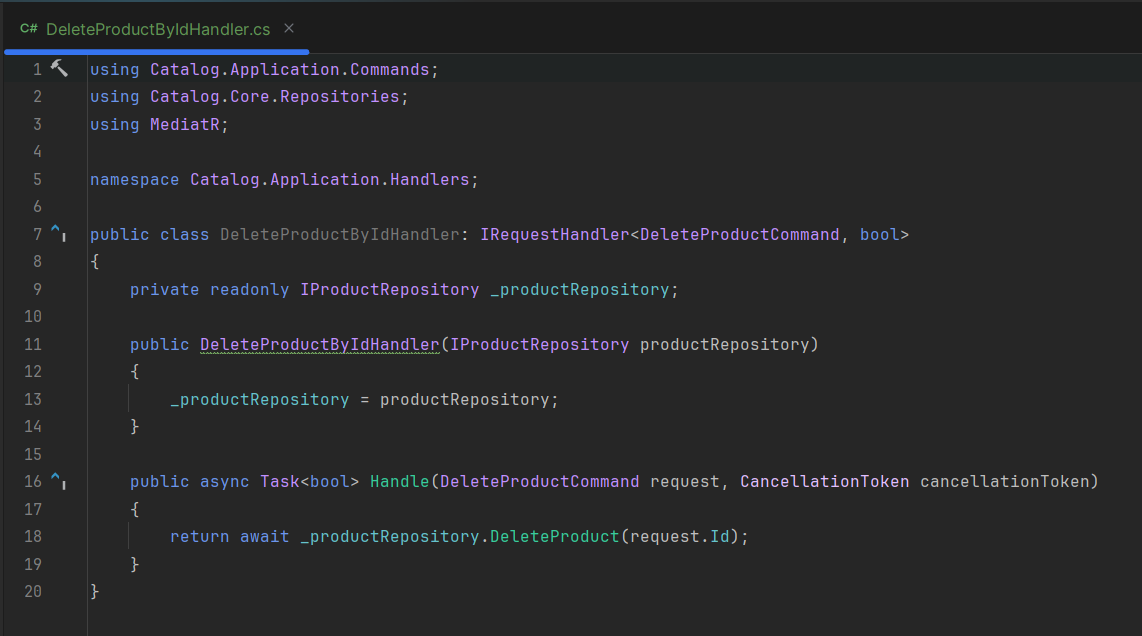 C# DeleteProductByIdHandler.cs ×
1 using Catalog.Application.Commands;
2 using Catalog.Core.Repositories;
3 using MediatR;
4
5 namespace Catalog.Application.Handlers;
6
7 public class DeleteProductByIdHandler: IRequestHandler<DeleteProductCommand, bool>
8 {
9     private readonly IProductRepository _productRepository;
10
11     public DeleteProductByIdHandler(IProductRepository productRepository)
12     {
13         _productRepository = productRepository;
14     }
15
16     public async Task<bool> Handle(DeleteProductCommand request, CancellationToken cancellationToken)
17     {
18         return await _productRepository.DeleteProduct(request.Id);
19     }
20 }